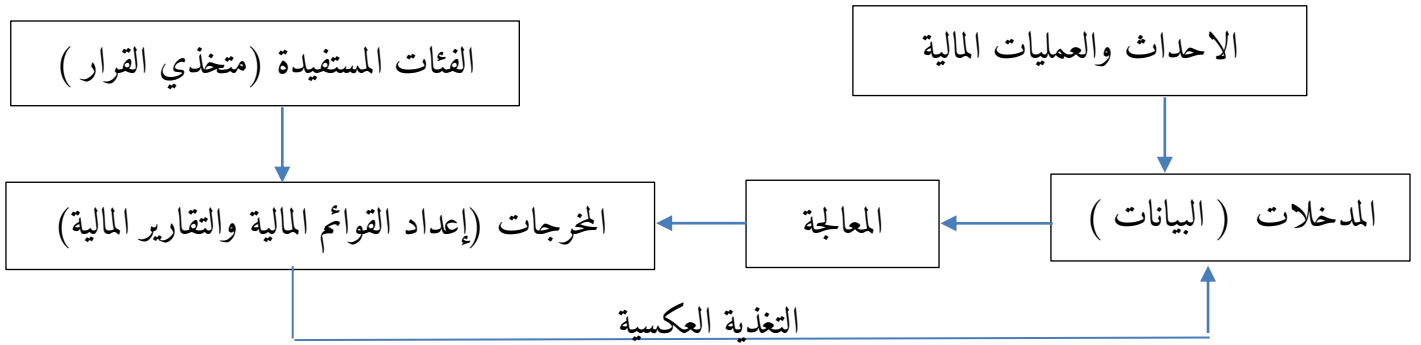 الاحداث والعمليات المالية
الفئات المستفيدة (متخذي القرار )
المدخلات ( البيانات )
المعالجة
المخرجات (إعداد القوائم المالية والتقارير المالية)
التغذية العكسية